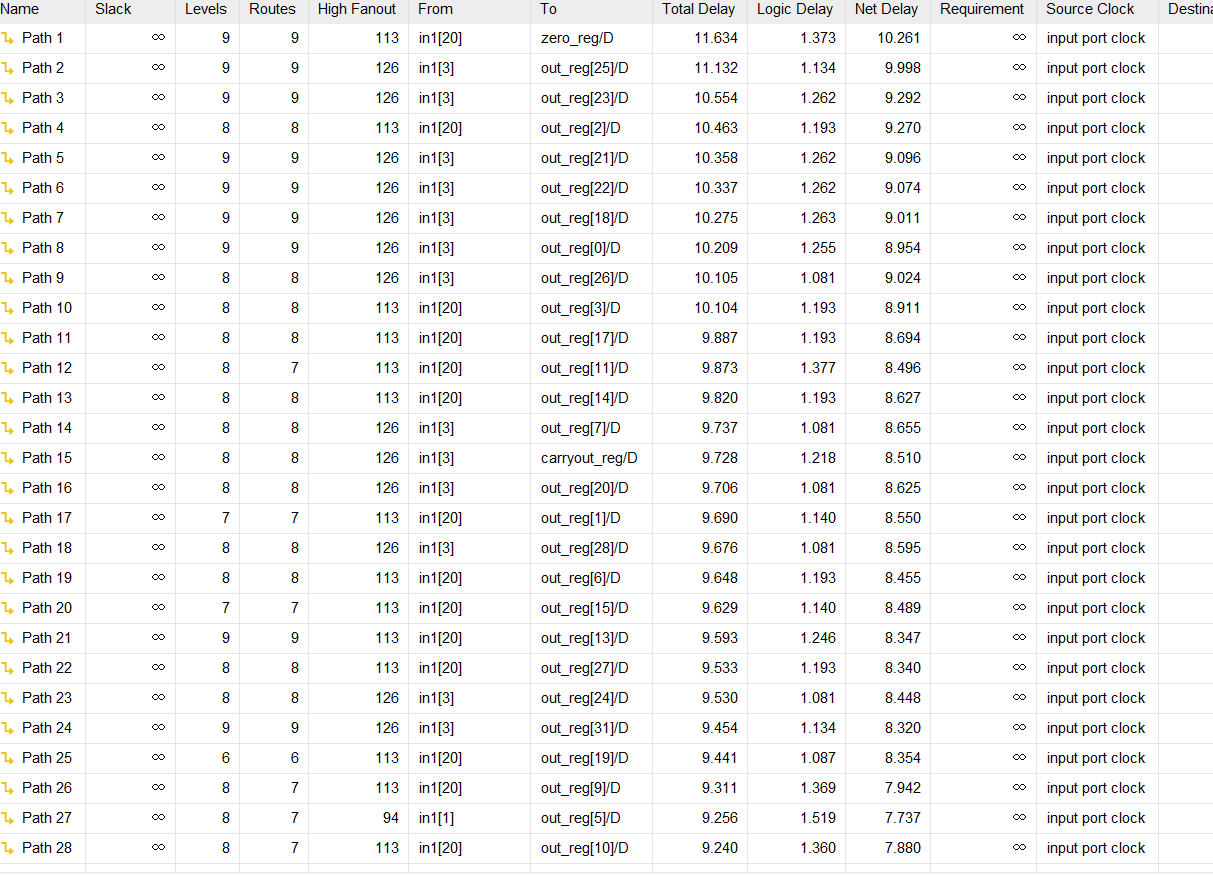 Name Slack Levels Routes High Fanout From To Total Delay Logic Delay Net Delay Requirement Source Clock Destina
Path 1 ∞ 9 9 113 in1[20] zero_reg/D 11.634 1.373 10.261 ∞ input port clock
Path 2 ∞ 9 9 126 in1[3] out_reg[25]/D 11.132 1.134 9.998 ∞ input port clock
Path 3 ∞ 9 9 126 in1[3] out_reg[23]/D 10.554 1.262 9.292 ∞ input port clock
Path 4 ∞ 8 8 113 in1[20] out_reg[2]/D 10.463 1.193 9.270 ∞ input port clock
Path 5 ∞ 9 9 126 in1[3] out_reg[21]/D 10.358 1.262 9.096 ∞ input port clock
Path 6 ∞ 9 9 126 in1[3] out_reg[22]/D 10.337 1.262 9.074 ∞ input port clock
Path 7 ∞ 9 9 126 in1[3] out_reg[18]/D 10.275 1.263 9.011 ∞ input port clock
Path 8 ∞ 9 9 126 in1[3] out_reg[0]/D 10.209 1.255 8.954 ∞ input port clock
Path 9 ∞ 8 8 126 in1[3] out_reg[26]/D 10.105 1.081 9.024 ∞ input port clock
Path 10 ∞ 8 8 113 in1[20] out_reg[3]/D 10.104 1.193 8.911 ∞ input port clock
Path 11 ∞ 8 8 113 in1[20] out_reg[17]/D 9.887 1.193 8.694 ∞ input port clock
Path 12 ∞ 8 7 113 in1[20] out_reg[11]/D 9.873 1.377 8.496 ∞ input port clock
Path 13 ∞ 8 8 113 in1[20] out_reg[14]/D 9.820 1.193 8.627 ∞ input port clock
Path 14 ∞ 8 8 126 in1[3] out_reg[7]/D 9.737 1.081 8.655 ∞ input port clock
Path 15 ∞ 8 8 126 in1[3] carryout_reg/D 9.728 1.218 8.510 ∞ input port clock
Path 16 ∞ 8 8 126 in1[3] out_reg[20]/D 9.706 1.081 8.625 ∞ input port clock
Path 17 ∞ 7 7 113 in1[20] out_reg[1]/D 9.690 1.140 8.550 ∞ input port clock
Path 18 ∞ 8 8 126 in1[3] out_reg[28]/D 9.676 1.081 8.595 ∞ input port clock
Path 19 ∞ 8 8 113 in1[20] out_reg[6]/D 9.648 1.193 8.455 ∞ input port clock
Path 20 ∞ 7 7 113 in1[20] out_reg[15]/D 9.629 1.140 8.489 ∞ input port clock
Path 21 ∞ 9 9 113 in1[20] out_reg[13]/D 9.593 1.246 8.347 ∞ input port clock
Path 22 ∞ 8 8 113 in1[20] out_reg[27]/D 9.533 1.193 8.340 ∞ input port clock
Path 23 ∞ 8 8 126 in1[3] out_reg[24]/D 9.530 1.081 8.448 ∞ input port clock
Path 24 ∞ 9 9 126 in1[3] out_reg[31]/D 9.454 1.134 8.320 ∞ input port clock
Path 25 ∞ 6 6 113 in1[20] out_reg[19]/D 9.441 1.087 8.354 ∞ input port clock
Path 26 ∞ 8 7 113 in1[20] out_reg[9]/D 9.311 1.369 7.942 ∞ input port clock
Path 27 ∞ 8 7 94 in1[1] out_reg[5]/D 9.256 1.519 7.737 ∞ input port clock
Path 28 ∞ 8 7 113 in1[20] out_reg[10]/D 9.240 1.360 7.880 ∞ input port clock